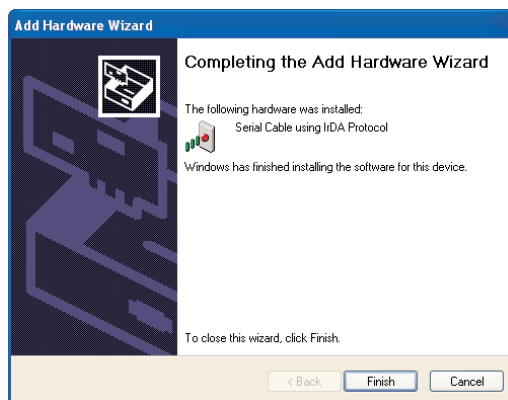 Add Hardware Wizard
Completing the Add Hardware Wizard
The following hardware was installed:
Serial Cable using IrDA Protocol
Windows has finished installing the software for this device.
To close this wizard, click Finish.
< Back Finish Cancel